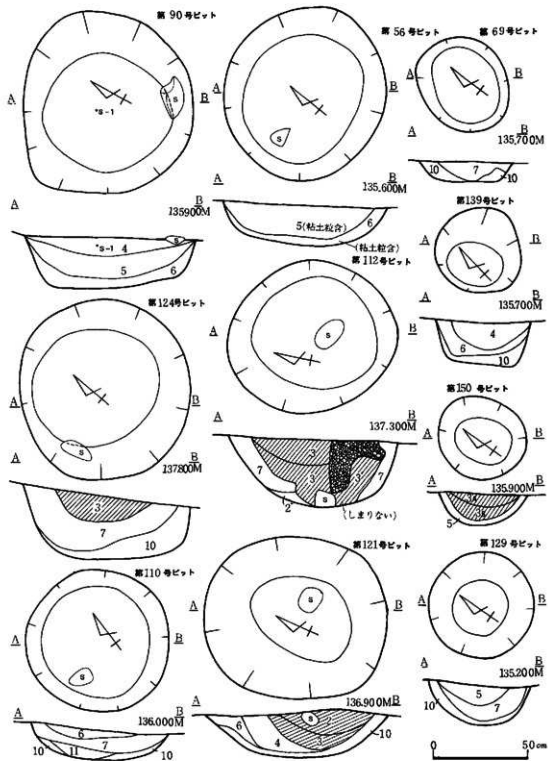 第90号ピット
A
B
S
*S-1
A
B
135.900M
*S-1
S
4
5
6
第56号ピット
A
B
S
A
B
135.600M
5(粘土粒含)
6
(粘土粒含)
第69号ピット
A
B
A
B
135.700M
10
7
10
第139号ピット
A
B
A
B
135.700M
4
6
10
第124号ピット
A
B
S
A
B
137.800M
3
7
10
第112号ピット
A
B
S
A
B
137.300M
7
3
3
3
7
2
S
(しまりない)
第150号ピット
A
B
A
B
135.900M
5
第110号ピット
A
B
S
A
B
136.000M
6
7
10
11
10
第121号ピット
A
B
S
A
B
136.900M
6
4
S
2
3
10
第129号ピット
A
B
A
B
135.200M
5
7
10
0
50cm